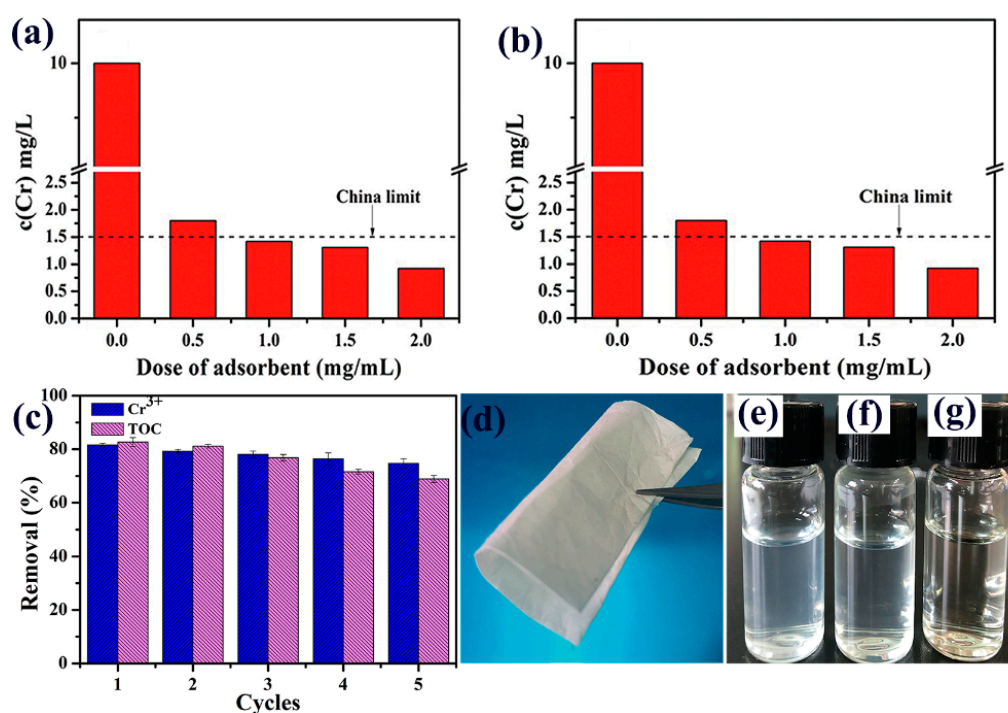 (a)
c(Cr) mg/L
10
2.5
2.0
1.5
1.0
0.5
0.0
China limit
0.0 0.5 1.0 1.5 2.0
Dose of adsorbent (mg/mL)
(b)
c(Cr) mg/L
10
2.5
2.0
1.5
1.0
0.5
0.0
China limit
0.0 0.5 1.0 1.5 2.0
Dose of adsorbent (mg/mL)
(c)
Cr3+
TOC
Removal (%)
100
80
60
40
20
0
1 2 3 4 5
Cycles
(d)
(e) (f) (g)